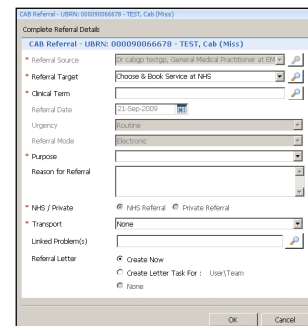 CAB Referral - UBRN: 000090066678 - TEST, Cab (Miss)
Complete Referral Details
CAB Referral - UBRN: 000090066678 - TEST, Cab (Miss)
* Referral Source Dr cabgp testgp, General Medical Practitioner at EM
* Referral Target Choose & Book Service at NHS
* Clinical Term
Referral Date 21-Sep-2009
Urgency Routine
Referral Mode Electronic
* Purpose
Reason for Referral
* NHS / Private NHS Referral Private Referral
* Transport None
Linked Problem(s)
Referral Letter Create Now
Create Letter Task For : User\Team
None
OK Cancel